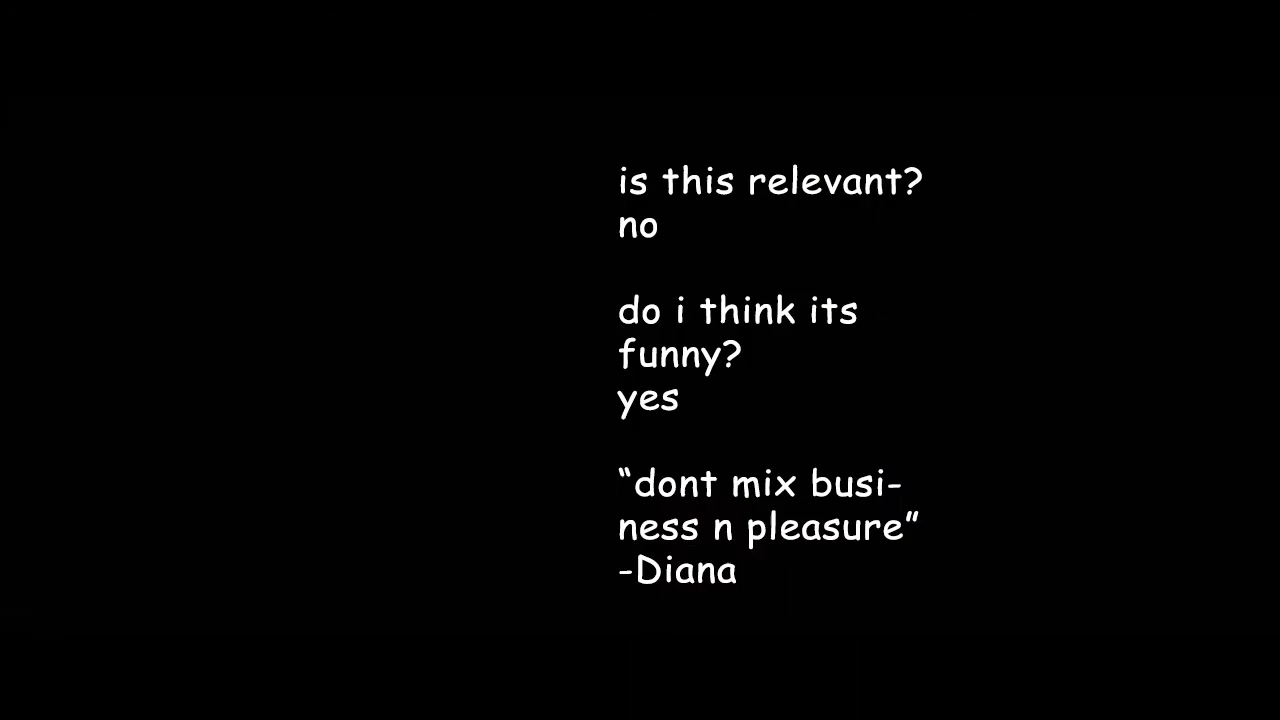 is this relevant?
no
do i think its
funny?
yes
“dont mix busi-
ness n pleasure”
-Diana